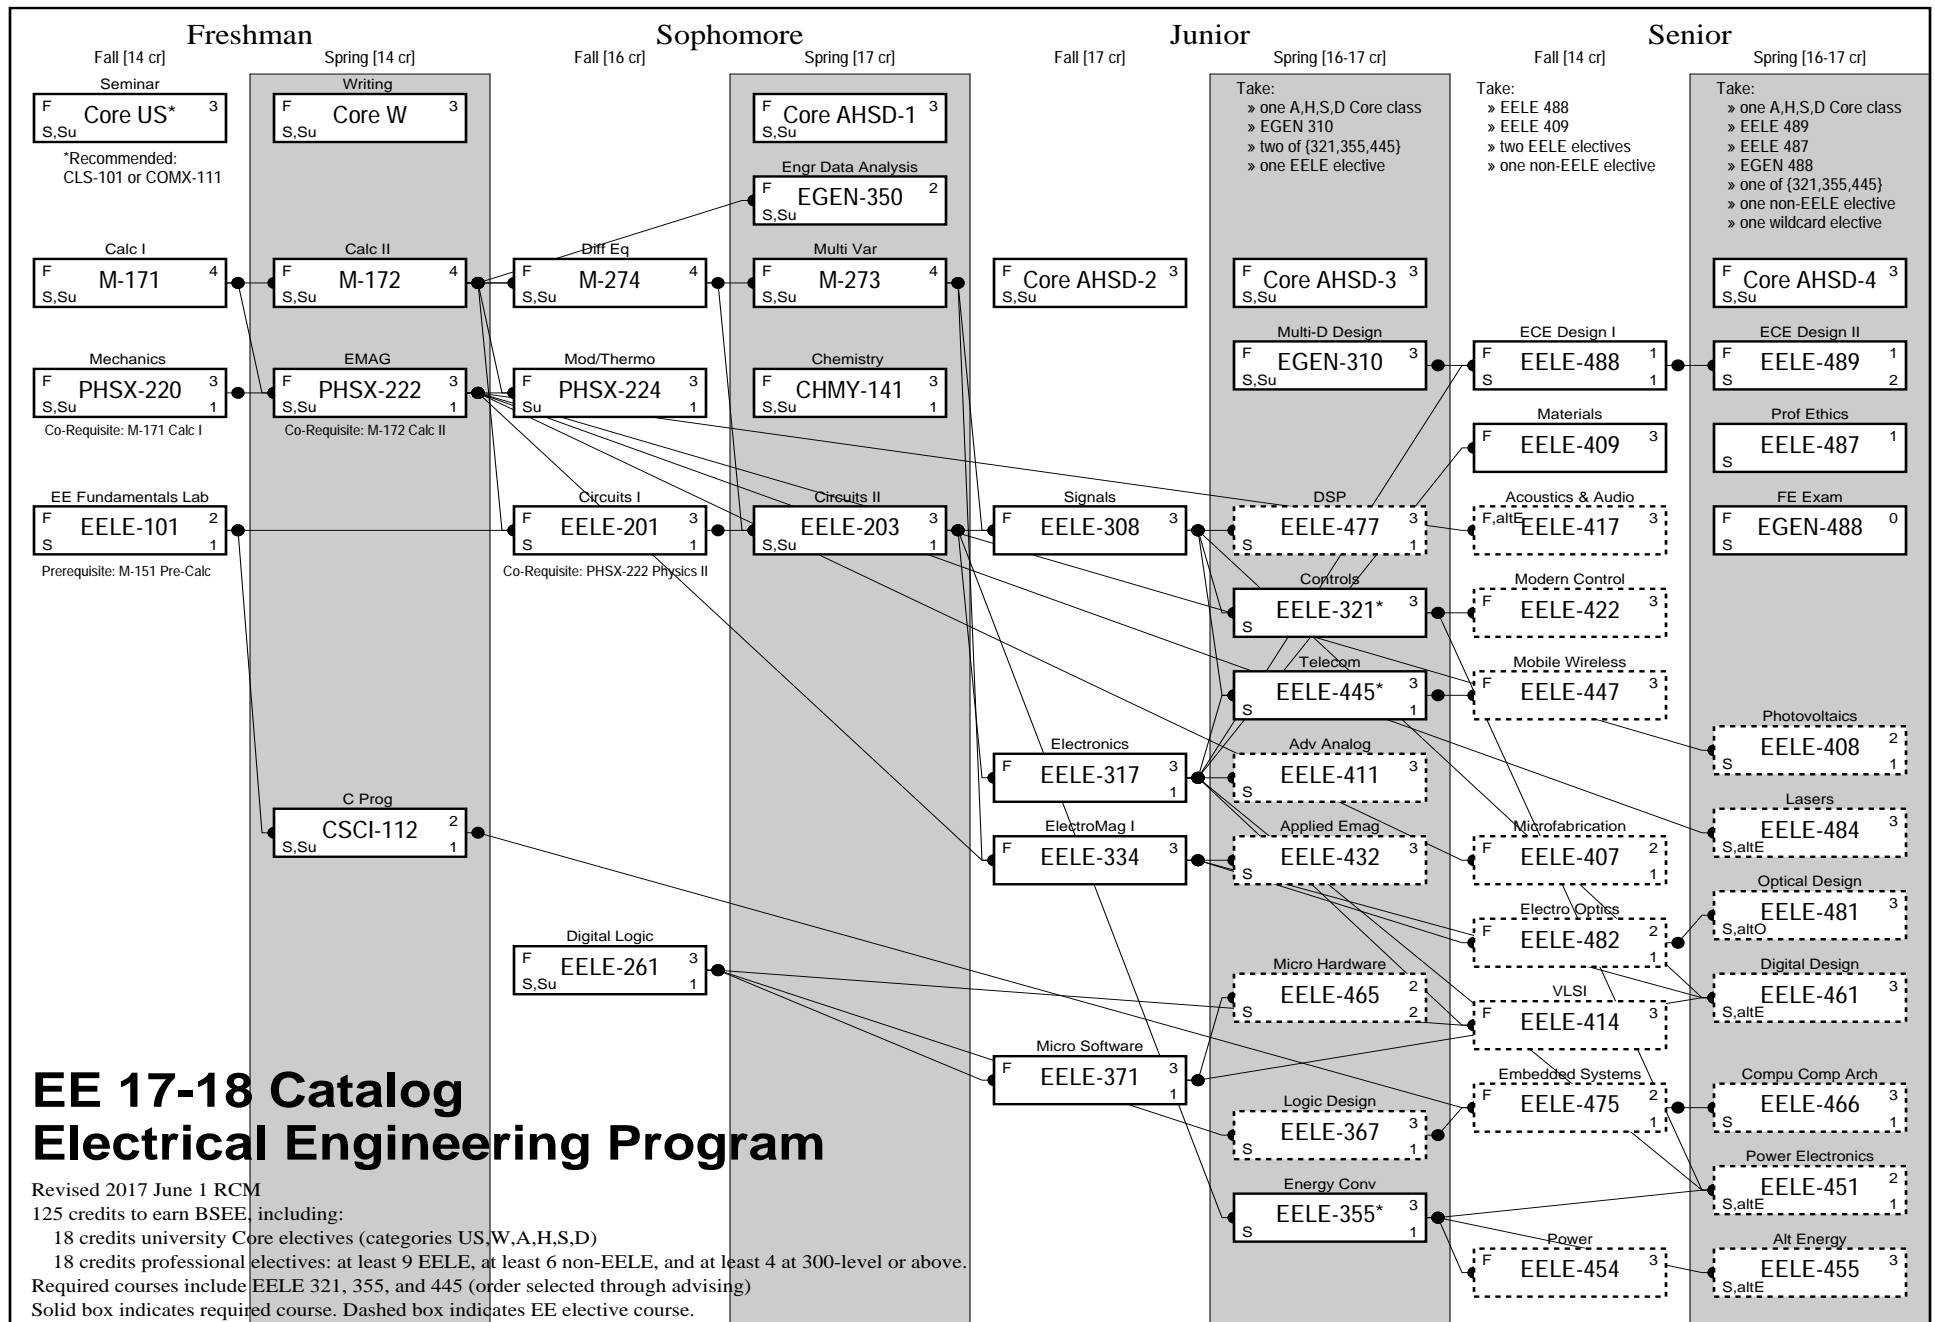 Freshman
Sophomore
Junior
Senior
Fall [14 cr]
Spring [14 cr]
Fall [16 cr]
Spring [17 cr]
Fall [17 cr]
Spring [16-17 cr]
Fall [14 cr]
Spring [16-17 cr]
Seminar
F Core US* 3
S,Su
*Recommended:
CLS-101 or COMX-111
Calc I
F M-171 4
S,Su
Mechanics
F PHSX-220 3
S,Su 1
Co-Requisite: M-171 Calc I
EE Fundamentals Lab
F EELE-101 2
S 1
Prerequisite: M-151 Pre-Calc
Writing
F Core W 3
S,Su
Calc II
F M-172 4
S,Su
EMAG
F PHSX-222 3
S,Su 1
Co-Requisite: M-172 Calc II
C Prog
F CSCI-112 2
S,Su 1
Diff Eq
F M-274 4
S,Su
Mod/Thermo
F PHSX-224 3
Su 1
Circuits I
F EELE-201 3
S 1
Co-Requisite: PHSX-222 Physics II
Digital Logic
F EELE-261 3
S,Su 1
F Core AHSD-1 3
S,Su
Engr Data Analysis
F EGEN-350 2
S,Su
Multi Var
F M-273 4
S,Su
Chemistry
F CHMY-141 3
S,Su 1
Circuits II
F EELE-203 3
S,Su 1
F Core AHSD-2 3
S,Su
Signals
F EELE-308 3
Electronics
F EELE-317 3
1
ElectroMag I
F EELE-334 3
Micro Software
F EELE-371 3
1
Take:
» one A,H,S,D Core class
» EGEN 310
» two of {321,355,445}
» one EELE elective
F Core AHSD-3 3
S,Su
Multi-D Design
F EGEN-310 3
S,Su
DSP
EELE-477 3
S 1
Controls
EELE-321* 3
S
Telecom
EELE-445* 3
S 1
Adv Analog
EELE-411 3
S
Applied Emag
EELE-432 3
S
Micro Hardware
EELE-465 2
S 2
Logic Design
EELE-367 3
S 1
Energy Conv
EELE-355* 3
S 1
Take:
» EELE 488
» EELE 409
» two EELE electives
» one non-EELE elective
ECE Design I
F EELE-488 1
S 1
Materials
F EELE-409 3
Acoustics & Audio
F,altE EELE-417 3
Modern Control
F EELE-422 3
Mobile Wireless
F EELE-447 3
Microfabrication
F EELE-407 2
1
Electro Optics
F EELE-482 2
1
VLSI
F EELE-414 3
Embedded Systems
F EELE-475 2
1
Power
F EELE-454 3
Take:
» one A,H,S,D Core class
» EELE 489
» EELE 487
» EGEN 488
» one of {321,355,445}
» one non-EELE elective
» one wildcard elective
F Core AHSD-4 3
S,Su
ECE Design II
F EELE-489 1
S 2
Prof Ethics
EELE-487 1
S
FE Exam
F EGEN-488 0
S
Photovoltaics
EELE-408 2
S 1
Lasers
EELE-484 3
S,altE
Optical Design
EELE-481 3
S,altO
Digital Design
EELE-461 3
S,altE
Compu Comp Arch
EELE-466 3
S 1
Power Electronics
EELE-451 2
S,altE 1
Alt Energy
EELE-455 3
S,altE
EE 17-18 Catalog
Electrical Engineering Program
Revised 2017 June 1 RCM
125 credits to earn BSEE, including:
18 credits university Core electives (categories US,W,A,H,S,D)
18 credits professional electives: at least 9 EELE, at least 6 non-EELE, and at least 4 at 300-level or above.
Required courses include EELE 321, 355, and 445 (order selected through advising)
Solid box indicates required course. Dashed box indicates EE elective course.